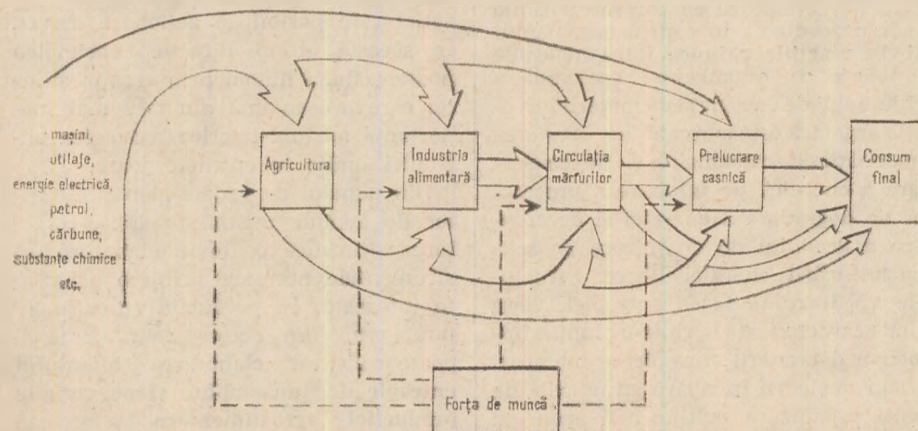 mașini,
utilaje,
energie electrică,
petrol,
cărbune,
substanțe chimice
etc.
Agricultura
Industria
alimentară
Circulația
mărfurilor
Prelucrare
casnică
Consum
final
Forța de muncă